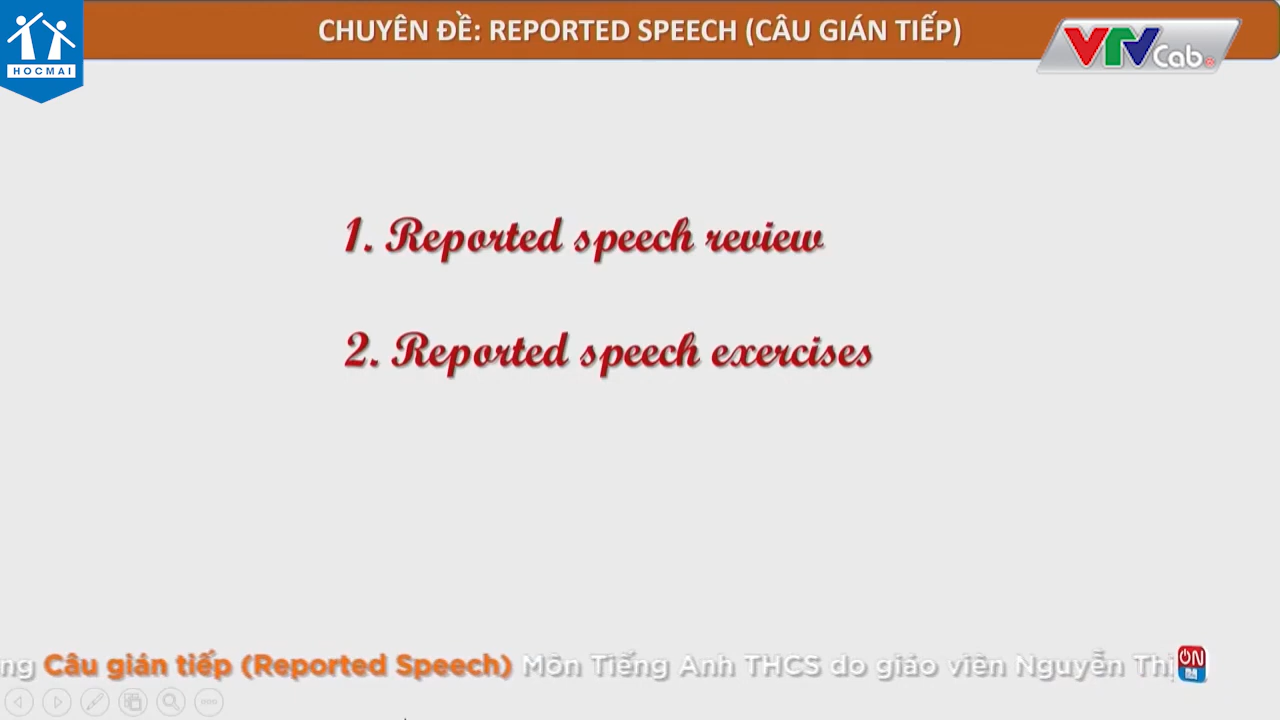 CHUYÊN ĐỀ: REPORTED SPEECH (CÂU GIÁN TIẾP)
HOCMAI
VTVCab
1. Reported speech review
2. Reported speech exercises
ng Câu gián tiếp (Reported Speech) Môn Tiếng Anh THCS do giáo viên Nguyễn Thị
ON